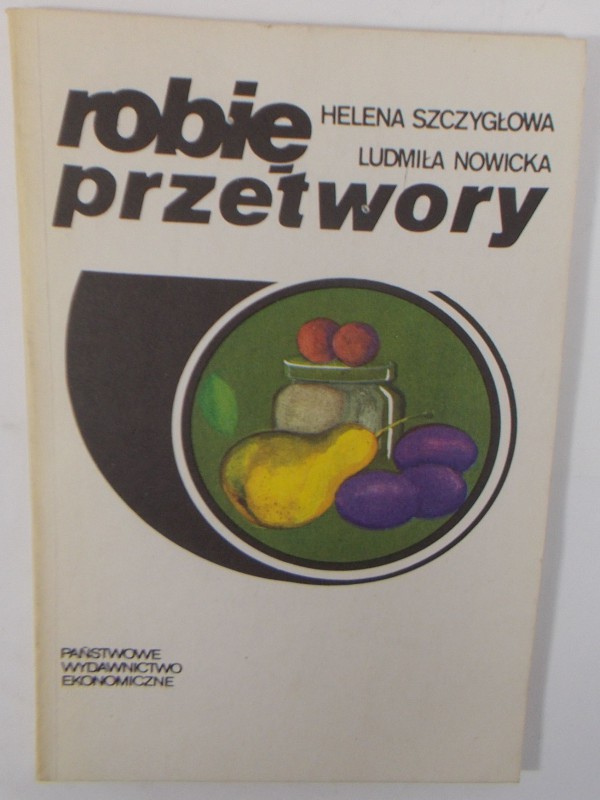 robię
HELENA SZCZYGŁOWA
LUDMIŁA NOWICKA
przetwory
PAŃSTWOWE
WYDAWNICTWO
EKONOMICZNE